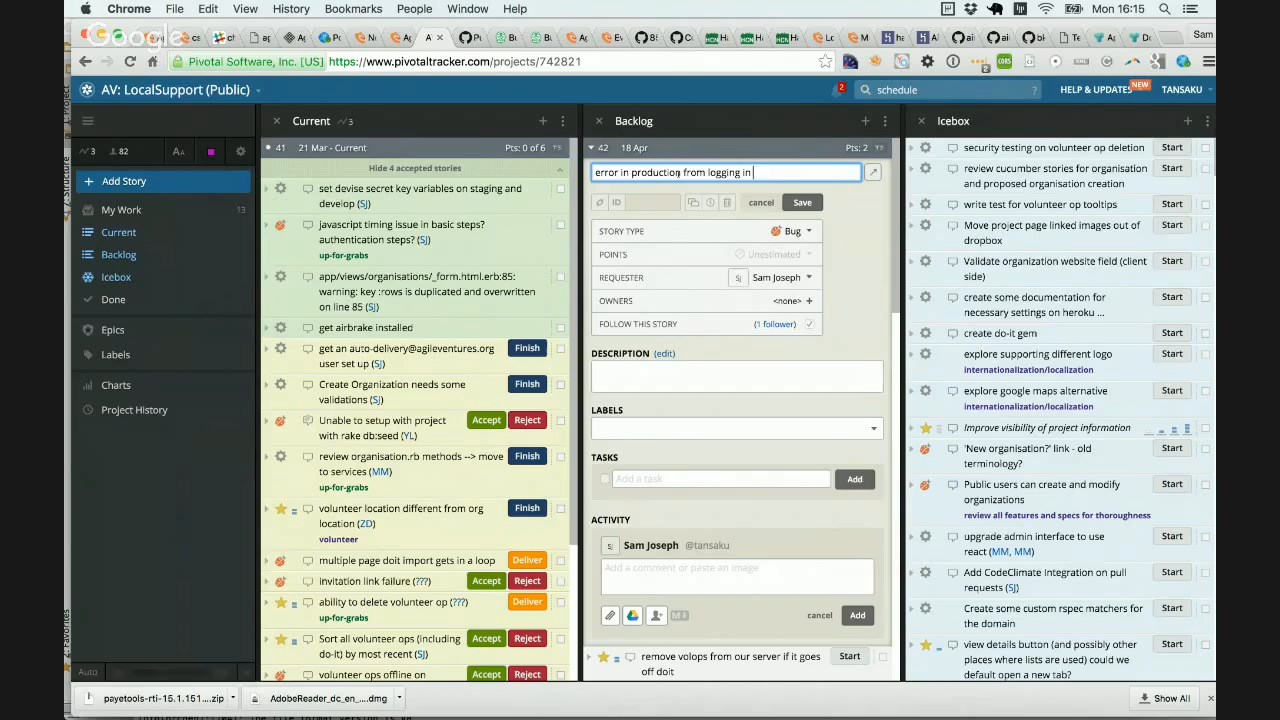 Chrome File Edit View History Bookmarks People Window Help
Mon 16:15
Google
Sam
Pivotal Software, Inc. [US] https://www.pivotaltracker.com/projects/742821
AV: LocalSupport (Public)
2
schedule
HELP & UPDATES
NEW
TANSAKU
3 82
Add Story
My Work 13
Current
Backlog
Icebox
Done
Epics
Labels
Charts
Project History
Auto
Current 3
41 21 Mar - Current Pts: 0 of 6
Hide 4 accepted stories
set devise secret key variables on staging and
develop (SJ)
javascript timing issue in basic steps?
authentication steps? (SJ)
up-for-grabs
app/views/organisations/_form.html.erb:85:
warning: key :rows is duplicated and overwritten
on line 85 (SJ)
get airbrake installed
get an auto-delivery@agileventures.org
user set up (SJ)
Finish
Create Organization needs some
validations (SJ)
Finish
Unable to setup with project
with rake db:seed (YL)
Accept Reject
review organisation.rb methods --> move
to services (MM)
up-for-grabs
Finish
volunteer location different from org
location (ZD)
volunteer
Finish
multiple page doit import gets in a loop
Deliver
invitation link failure (???)
Accept Reject
ability to delete volunteer op (???)
up-for-grabs
Deliver
Sort all volunteer ops (including
do-it) by most recent (SJ)
Accept Reject
volunteer ops offline on
Accept Reject
Backlog
42 18 Apr Pts: 2
error in production from logging in
ID
cancel Save
STORY TYPE Bug
POINTS Unestimated
REQUESTER SJ Sam Joseph
OWNERS <none> +
FOLLOW THIS STORY (1 follower)
DESCRIPTION (edit)
LABELS
TASKS
Add a task
Add
ACTIVITY
SJ Sam Joseph @tansaku
Add a comment or paste an image
cancel Add
remove volops from our server if it goes
off doit
Start
Icebox
security testing on volunteer op deletion
Start
review cucumber stories for organisation
and proposed organisation creation
Start
write test for volunteer op tooltips
Start
Move project page linked images out of
dropbox
Start
Validate organization website field (client
side)
Start
create some documentation for
necessary settings on heroku ...
Start
create do-it gem
Start
explore supporting different logo
internationalization/localization
Start
explore google maps alternative
internationalization/localization
Start
Improve visibility of project information
'New organisation?' link - old
terminology?
Start
Public users can create and modify
organizations
review all features and specs for thoroughness
Start
upgrade admin interface to use
react (MM, MM)
Start
Add CodeClimate Integration on pull
requests (SJ)
Start
Create some custom rspec matchers for
the domain
Start
view details button (and possibly other
places where lists are used) could we
default open a new tab?
Start
payetools-rti-15.1.151....zip
AdobeReader_dc_en_...dmg
Show All